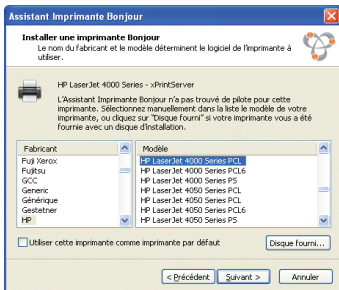 Assistant Imprimante Bonjour
Installer une imprimante Bonjour
Le nom du fabricant et le modèle déterminent le logiciel de l'imprimante à
utiliser.
HP LaserJet 4000 Series - xPrintServer
L'Assistant Imprimante Bonjour n'a pas trouvé de pilote pour cette
imprimante. Sélectionnez manuellement dans la liste le modèle de votre
imprimante, ou cliquez sur "Disque fourni" si votre imprimante vous a été
fournie avec un disque d'installation.
Fabricant
Fuji Xerox
Fujitsu
GCC
Generic
Générique
Gestetner
HP
Modèle
HP LaserJet 4000 Series PCL
HP LaserJet 4000 Series PCL6
HP LaserJet 4000 Series PS
HP LaserJet 4050 Series PCL
HP LaserJet 4050 Series PCL6
HP LaserJet 4050 Series PS
Utiliser cette imprimante comme imprimante par défaut
Disque fourni...
< Précédent
Suivant >
Annuler